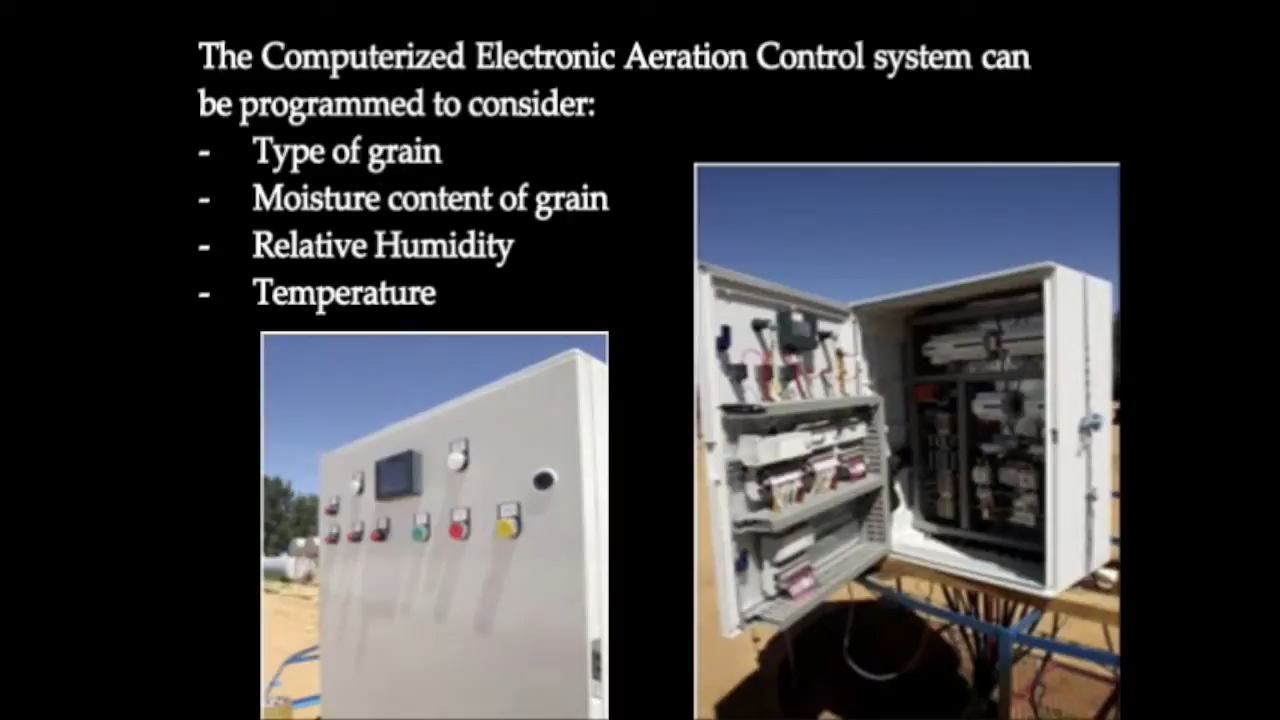 The Computerized Electronic Aeration Control system can
be programmed to consider:
- Type of grain
- Moisture content of grain
- Relative Humidity
- Temperature